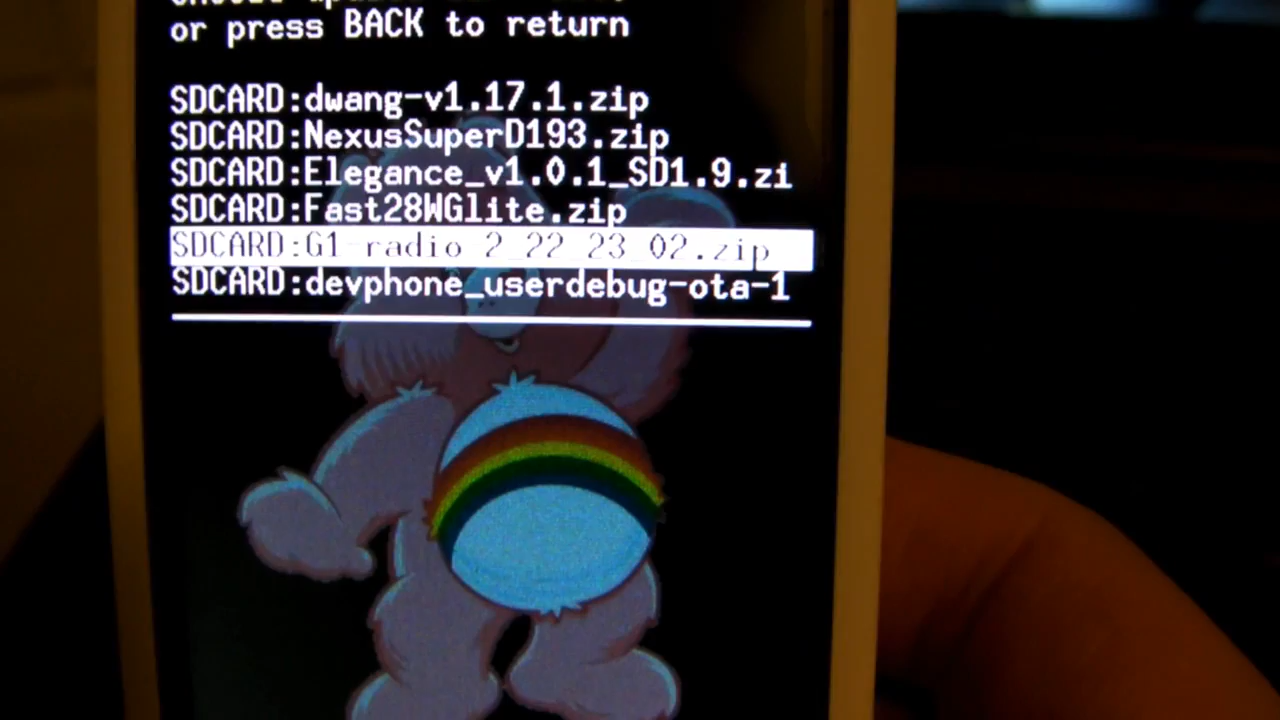 or press BACK to return
SDCARD:dwang-v1.17.1.zip
SDCARD:NexusSuperD193.zip
SDCARD:Elegance_v1.0.1_SD1.9.zi
SDCARD:Fast28WGlite.zip
SDCARD:G1 radio 2_22_23_02.zip
SDCARD:devphone_userdebug-ota-1